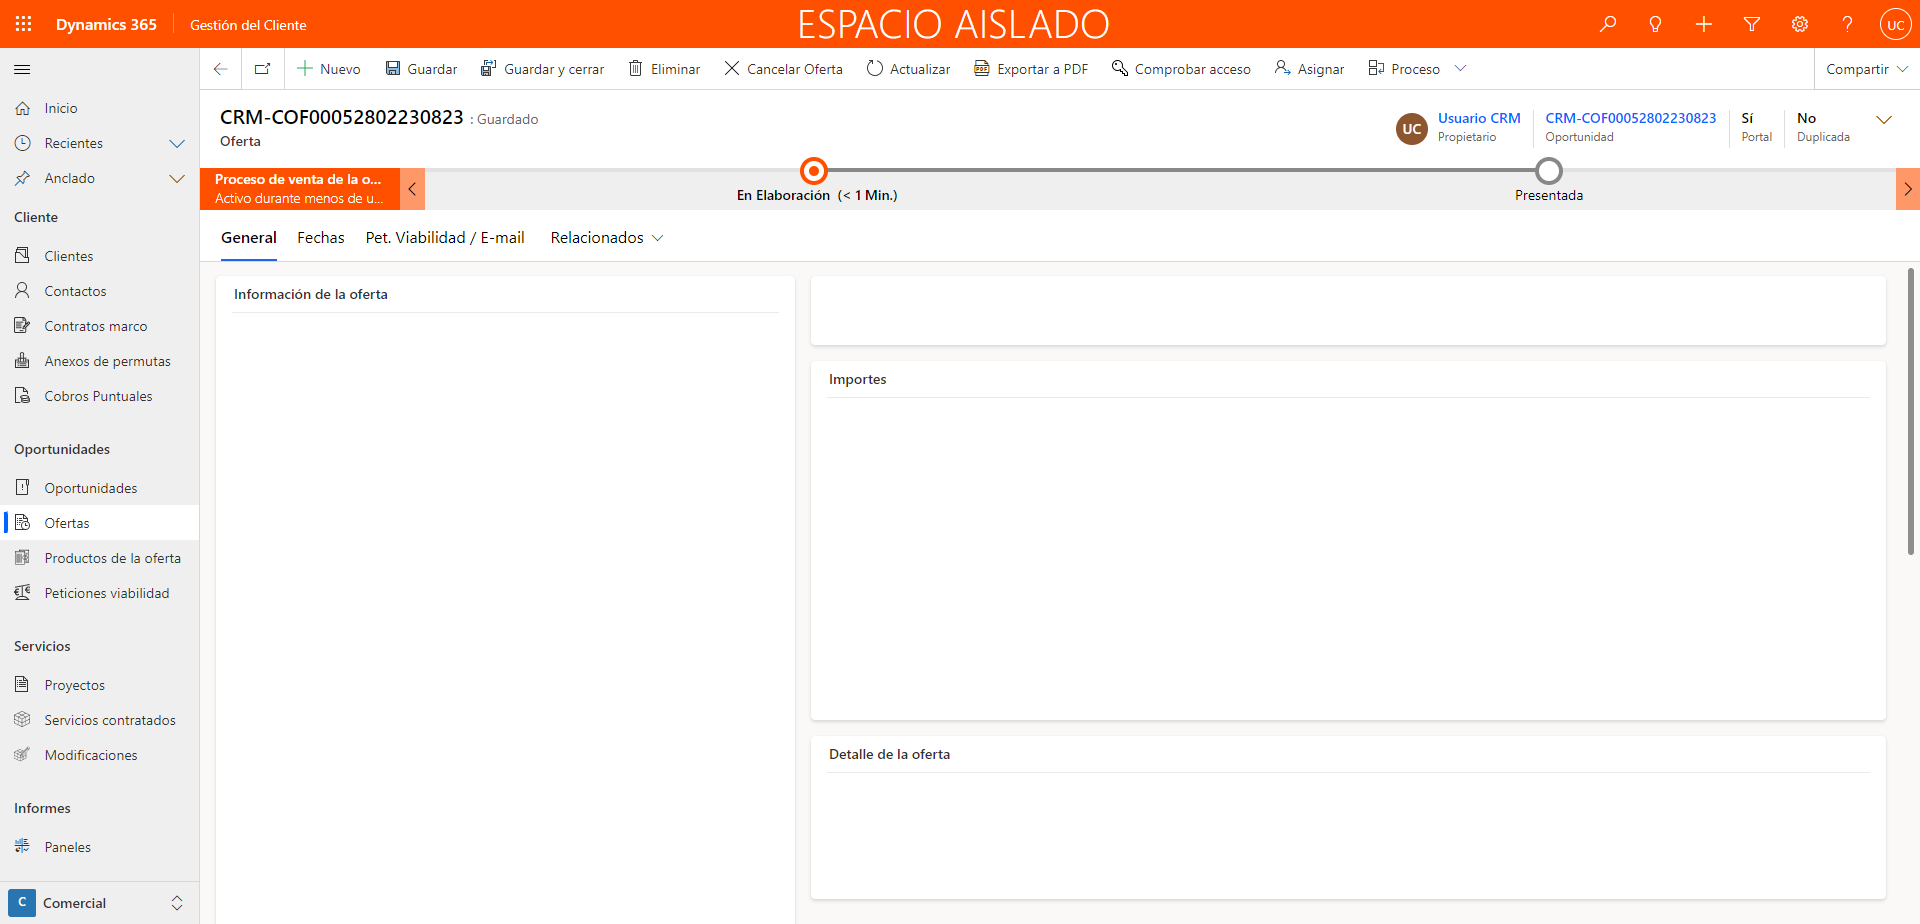 Dynamics 365
Gestión del Cliente
ESPACIO AISLADO
UC
Nuevo
Guardar
Guardar y cerrar
Eliminar
Cancelar Oferta
Actualizar
Exportar a PDF
Comprobar acceso
Asignar
Proceso
Compartir
Inicio
Recientes
Anclado
Cliente
Clientes
Contactos
Contratos marco
Anexos de permutas
Cobros Puntuales
Oportunidades
Oportunidades
Ofertas
Productos de la oferta
Peticiones viabilidad
Servicios
Proyectos
Servicios contratados
Modificaciones
Informes
Paneles
C Comercial
CRM-COF00052802230823 : Guardado
Oferta
UC
Usuario CRM
Propietario
CRM-COF00052802230823
Oportunidad
Sí
Portal
No
Duplicada
Proceso de venta de la o...
Activo durante menos de u...
En Elaboración (< 1 Min.)
Presentada
General
Fechas
Pet. Viabilidad / E-mail
Relacionados
Información de la oferta
Importes
Detalle de la oferta